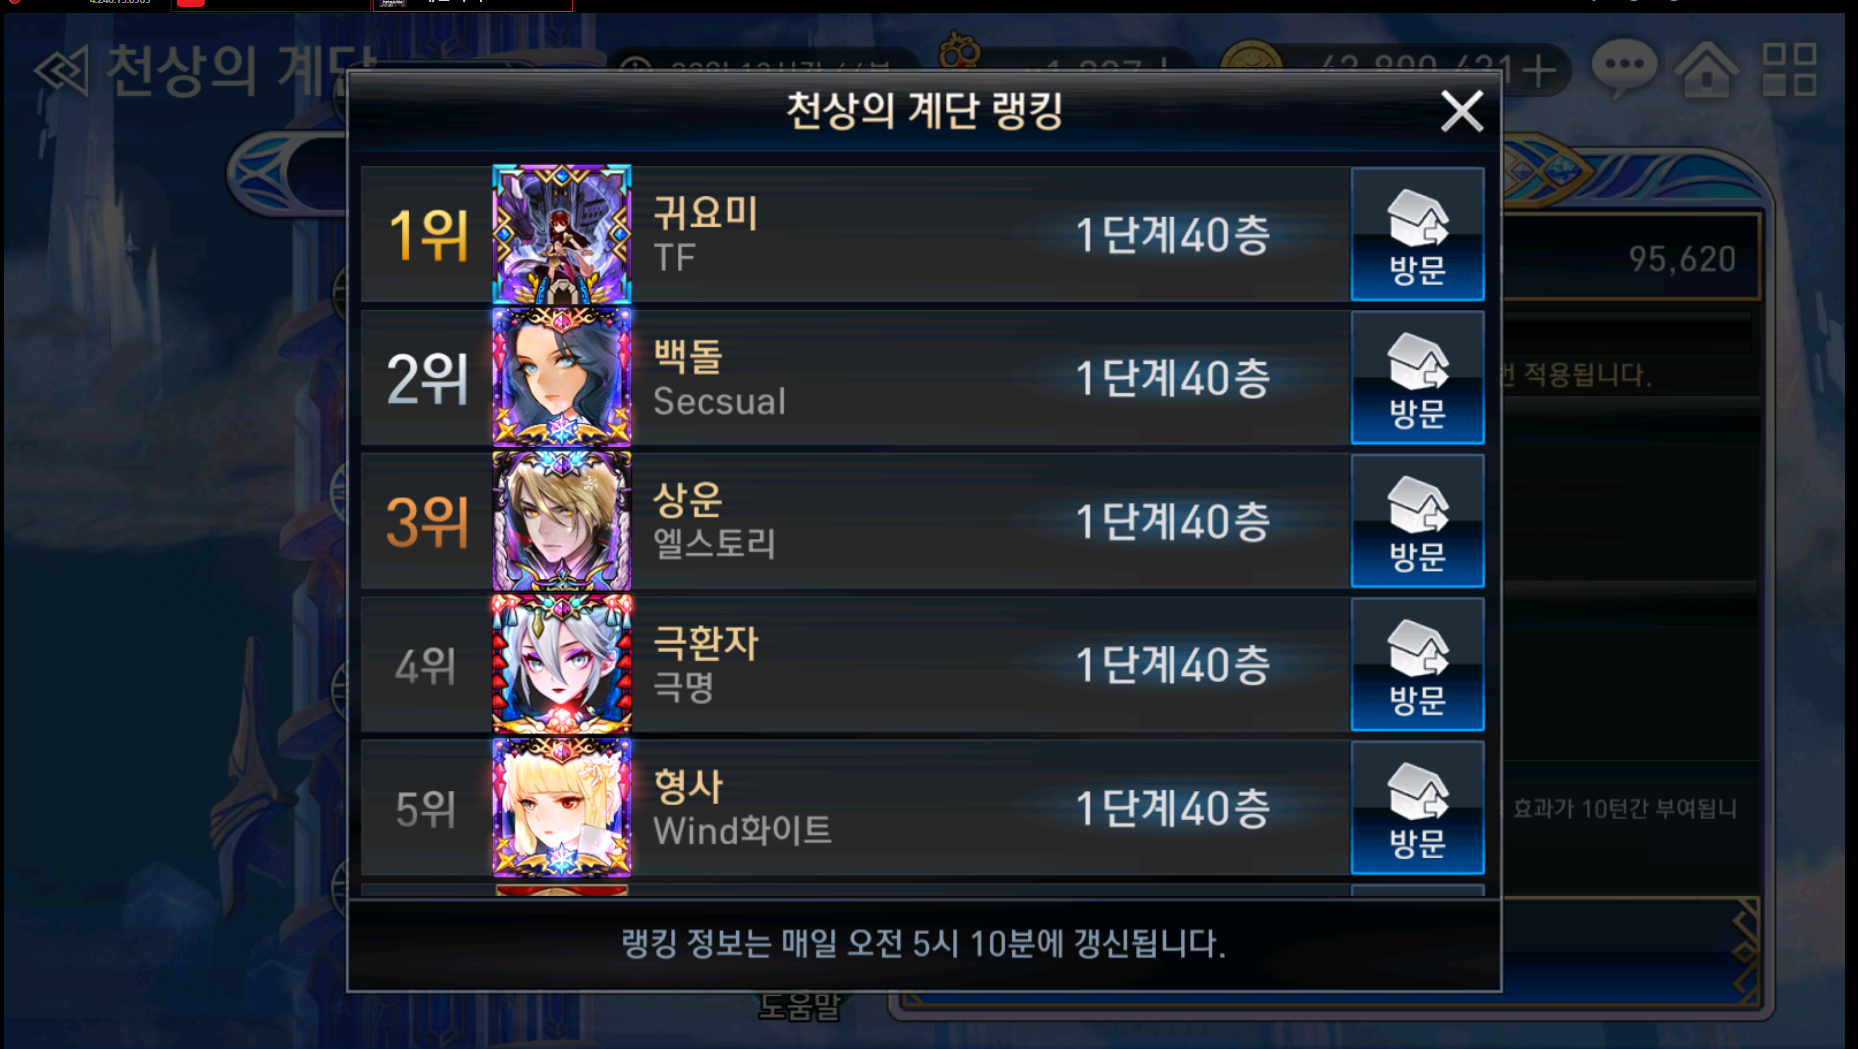 천상의 계단
천상의 계단 랭킹
1위
귀요미
TF
1단계40층
방문
2위
백돌
Secsual
1단계40층
방문
3위
상운
엘스토리
1단계40층
방문
4위
극환자
극명
1단계40층
방문
5위
형사
Wind화이트
1단계40층
방문
95,620
적용됩니다.
효과가 10턴간 부여됩니
랭킹 정보는 매일 오전 5시 10분에 갱신됩니다.
도움말